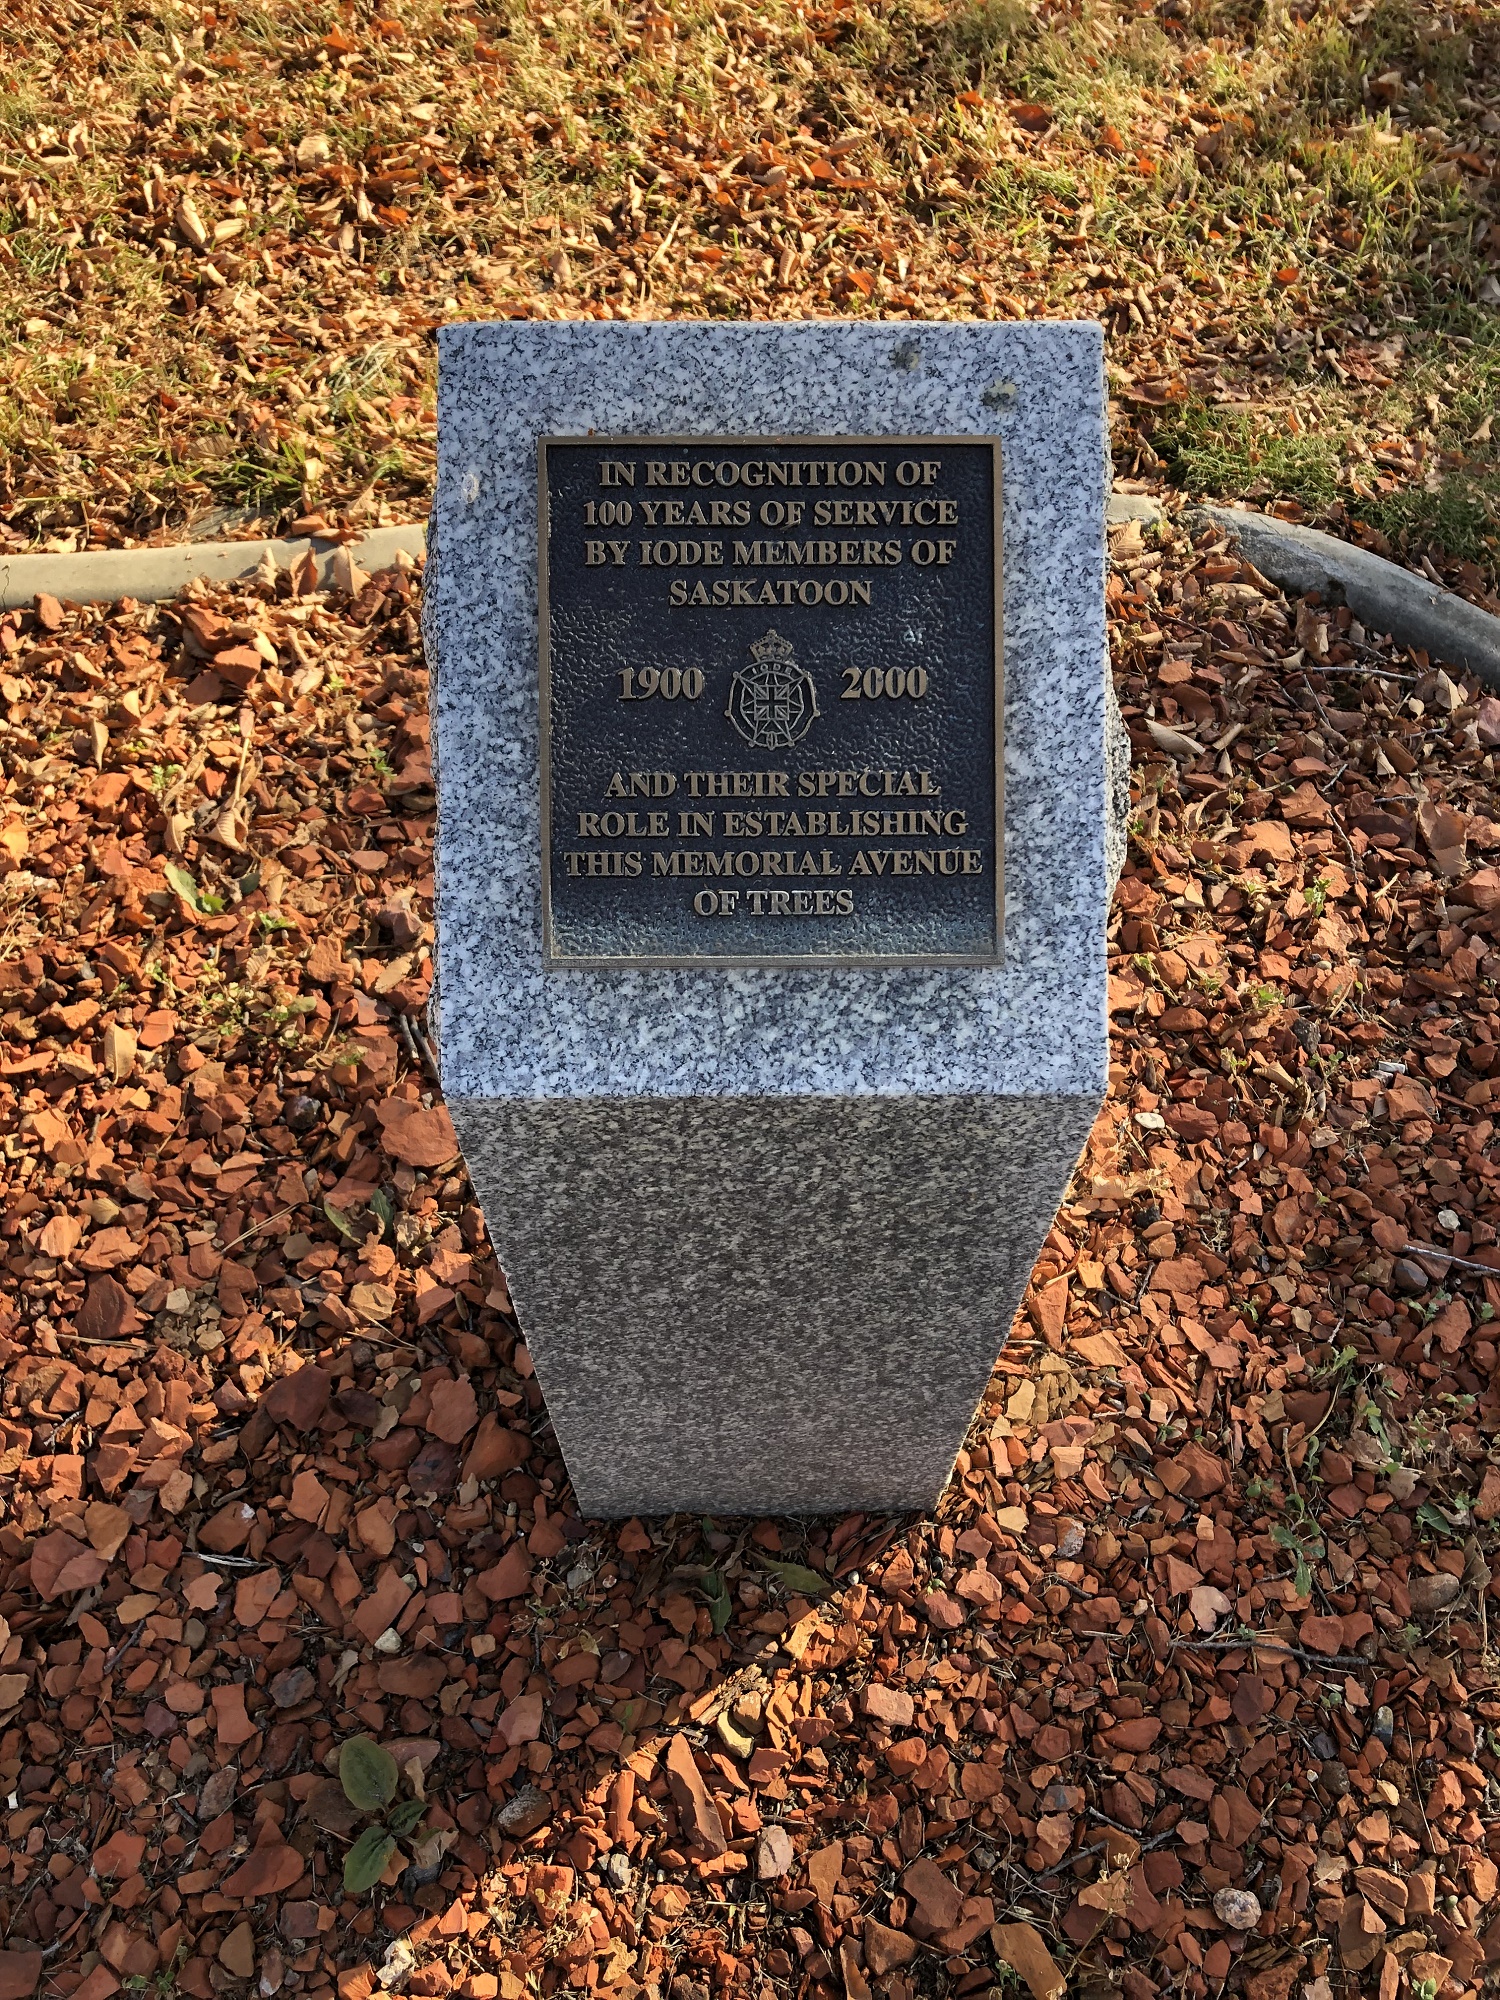 IN RECOGNITION OF
100 YEARS OF SERVICE
BY IODE MEMBERS OF
SASKATOON
IODE
1900 2000
AND THEIR SPECIAL
ROLE IN ESTABLISHING
THIS MEMORIAL AVENUE
OF TREES